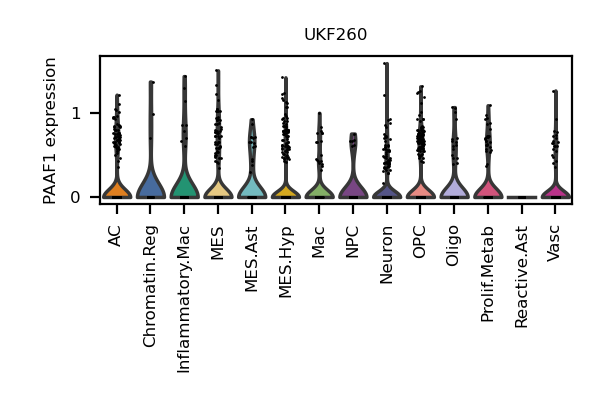 UKF260
PAAF1 expression
1
0
AC
Chromatin.Reg
Inflammatory.Mac
MES
MES.Ast
MES.Hyp
Mac
NPC
Neuron
OPC
Oligo
Prolif.Metab
Reactive.Ast
Vasc